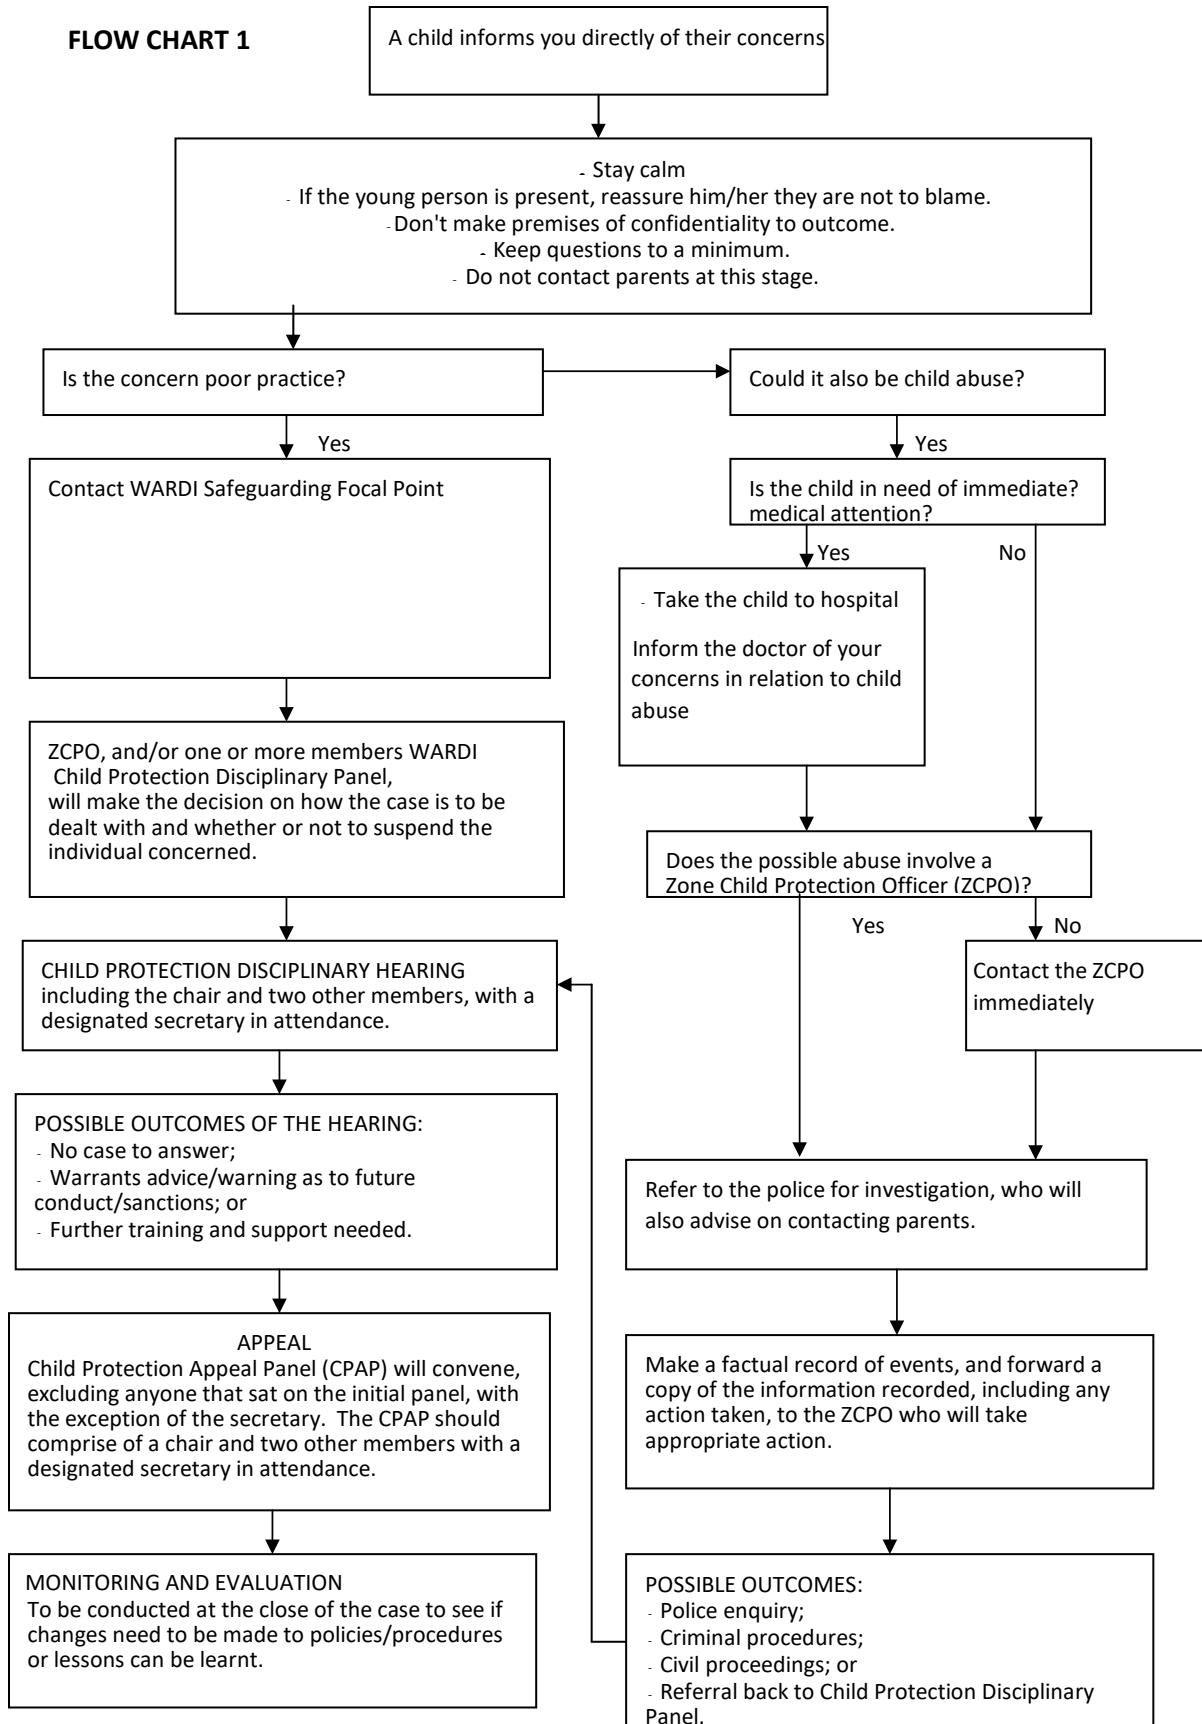 FLOW CHART 1
A child informs you directly of their concerns
- Stay calm
- If the young person is present, reassure him/her they are not to blame.
- Don't make premises of confidentiality to outcome.
- Keep questions to a minimum.
- Do not contact parents at this stage.
Is the concern poor practice?
Could it also be child abuse?
Yes
Yes
Contact WARDI Safeguarding Focal Point
Is the child in need of immediate?
medical attention?
Yes
No
- Take the child to hospital
Inform the doctor of your
concerns in relation to child
abuse
ZCPO, and/or one or more members WARDI
Child Protection Disciplinary Panel,
will make the decision on how the case is to be
dealt with and whether or not to suspend the
individual concerned.
Does the possible abuse involve a
Zone Child Protection Officer (ZCPO)?
Yes
No
CHILD PROTECTION DISCIPLINARY HEARING
including the chair and two other members, with a
designated secretary in attendance.
Contact the ZCPO
immediately
POSSIBLE OUTCOMES OF THE HEARING:
- No case to answer;
- Warrants advice/warning as to future
conduct/sanctions; or
- Further training and support needed.
Refer to the police for investigation, who will
also advise on contacting parents.
APPEAL
Child Protection Appeal Panel (CPAP) will convene,
excluding anyone that sat on the initial panel, with
the exception of the secretary. The CPAP should
comprise of a chair and two other members with a
designated secretary in attendance.
Make a factual record of events, and forward a
copy of the information recorded, including any
action taken, to the ZCPO who will take
appropriate action.
MONITORING AND EVALUATION
To be conducted at the close of the case to see if
changes need to be made to policies/procedures
or lessons can be learnt.
POSSIBLE OUTCOMES:
- Police enquiry;
- Criminal procedures;
- Civil proceedings; or
- Referral back to Child Protection Disciplinary
Panel.